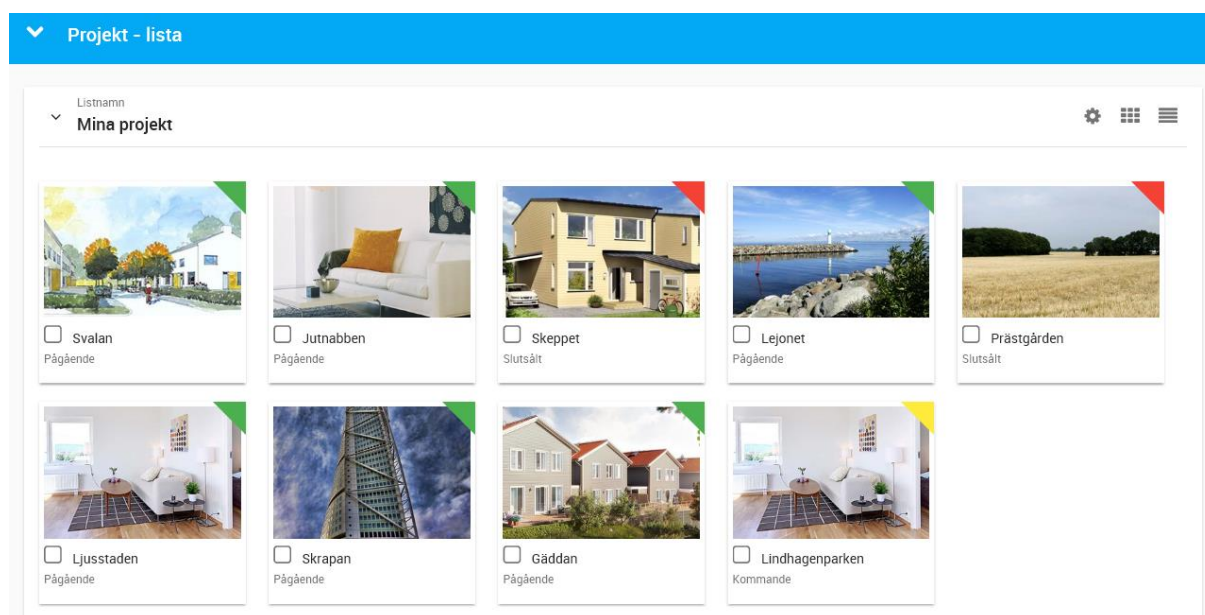 Projekt - lista
Listnamn
Mina projekt
Svalan
Pågående
Jutnabben
Pågående
Skeppet
Slutsålt
Lejonet
Pågående
Prästgården
Slutsålt
Ljusstaden
Pågående
Skrapan
Pågående
Gäddan
Pågående
Lindhagenparken
Kommande